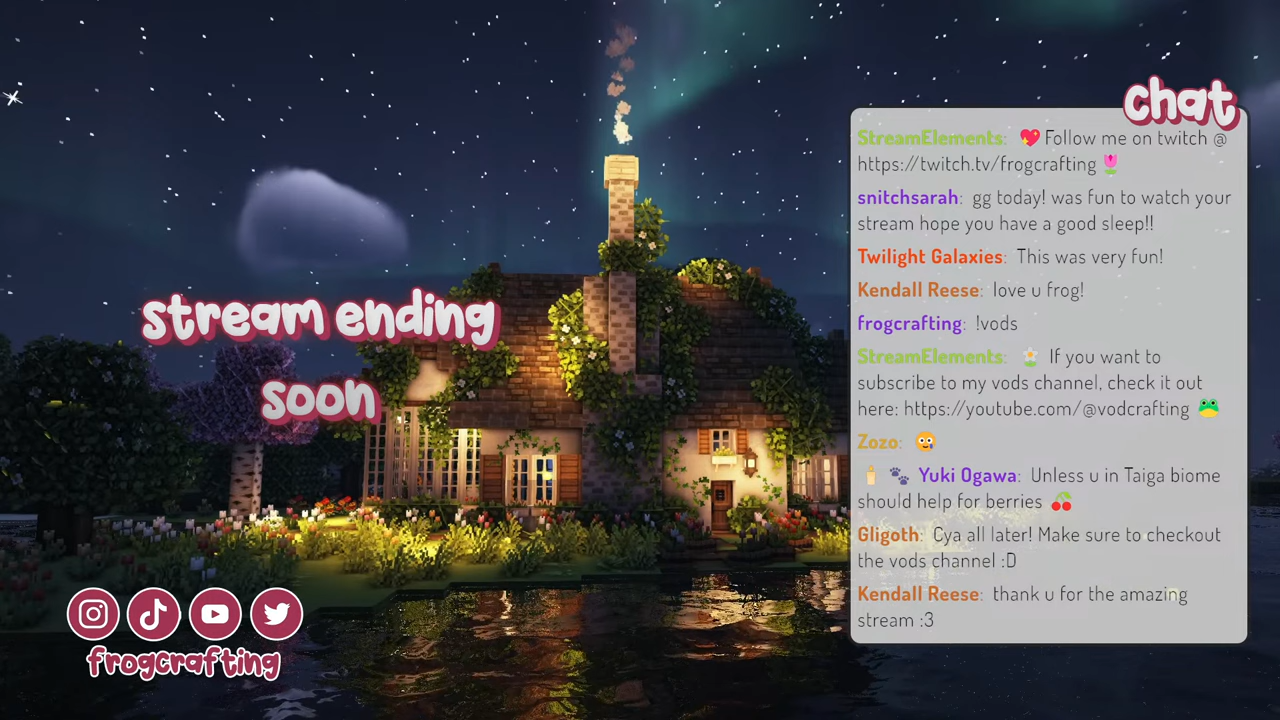 chat
StreamElements: 💖 Follow me on twitch @
https://twitch.tv/frogcrafting 🌷
snitchsarah: gg today! was fun to watch your
stream hope you have a good sleep!!
Twilight Galaxies: This was very fun!
Kendall Reese: love u frog!
frogcrafting: !vods
StreamElements: 🌼 If you want to
subscribe to my vods channel, check it out
here: https://youtube.com/@vodcrafting 🐸
Zozo: 🥲
🕯️ 🐾 Yuki Ogawa: Unless u in Taiga biome
should help for berries 🍒
Gligoth: Cya all later! Make sure to checkout
the vods channel :D
Kendall Reese: thank u for the amazing
stream :3
stream ending
soon
frogcrafting